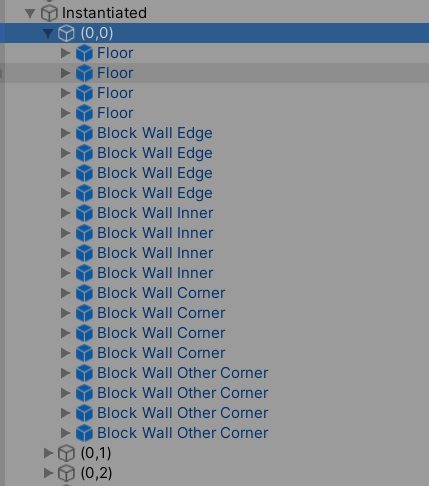 Instantiated
(0,0)
Floor
Floor
Floor
Floor
Block Wall Edge
Block Wall Edge
Block Wall Edge
Block Wall Edge
Block Wall Inner
Block Wall Inner
Block Wall Inner
Block Wall Inner
Block Wall Corner
Block Wall Corner
Block Wall Corner
Block Wall Corner
Block Wall Other Corner
Block Wall Other Corner
Block Wall Other Corner
Block Wall Other Corner
(0,1)
(0,2)